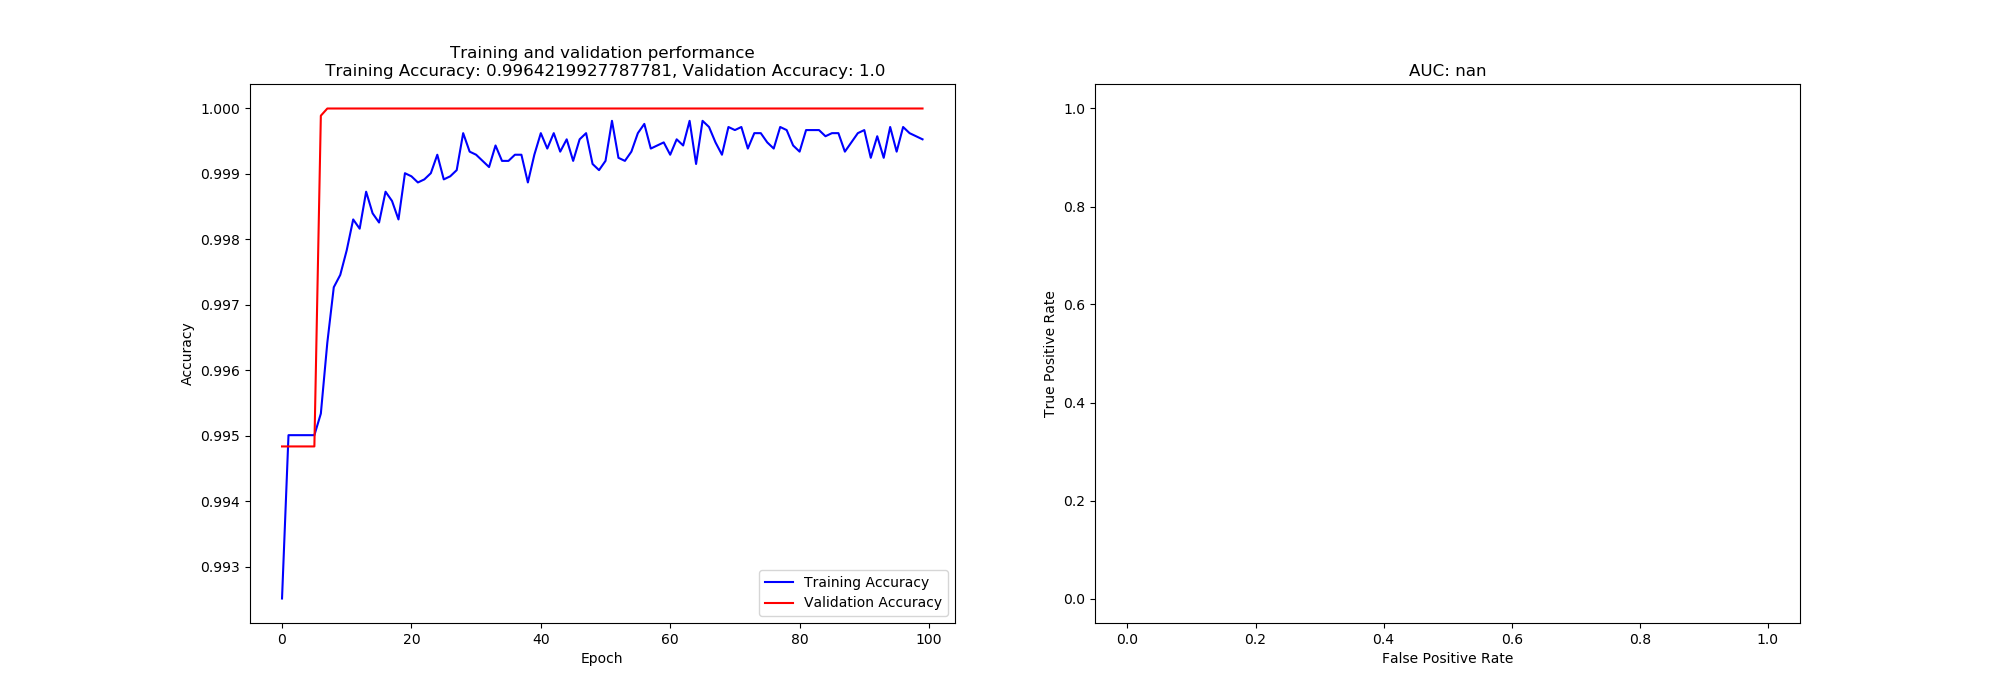 Training and validation performance
Training Accuracy: 0.9964219927787781, Validation Accuracy: 1.0
1.000
0.999
0.998
0.997
0.996
0.995
0.994
0.993
Accuracy
0
20
40
60
80
100
Epoch
Training Accuracy
Validation Accuracy
AUC: nan
1.0
0.8
0.6
0.4
0.2
0.0
True Positive Rate
0.0
0.2
0.4
0.6
0.8
1.0
False Positive Rate